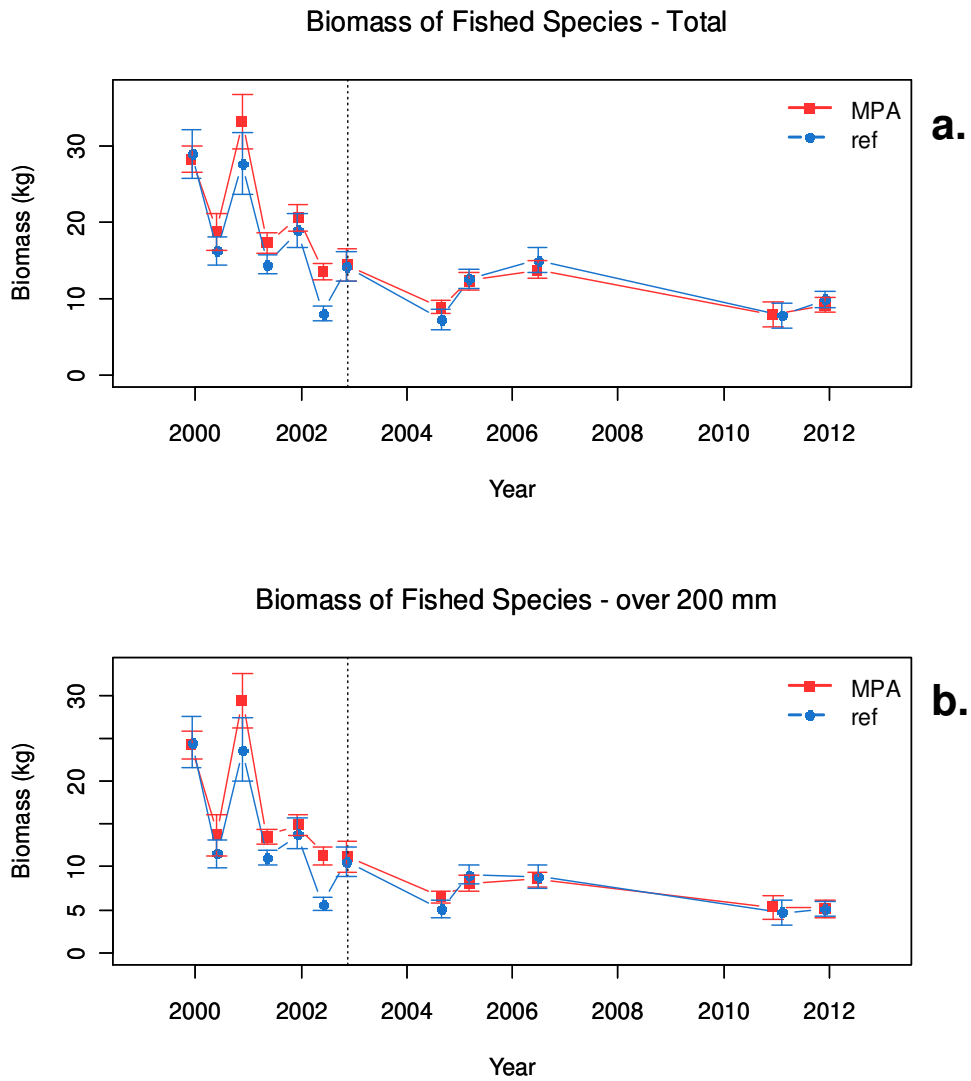 Biomass of Fished Species - Total
MPA
ref
a.
Biomass (kg)
30
20
10
0
2000 2002 2004 2006 2008 2010 2012
Year
Biomass of Fished Species - over 200 mm
MPA
ref
b.
Biomass (kg)
30
20
10
5
0
2000 2002 2004 2006 2008 2010 2012
Year